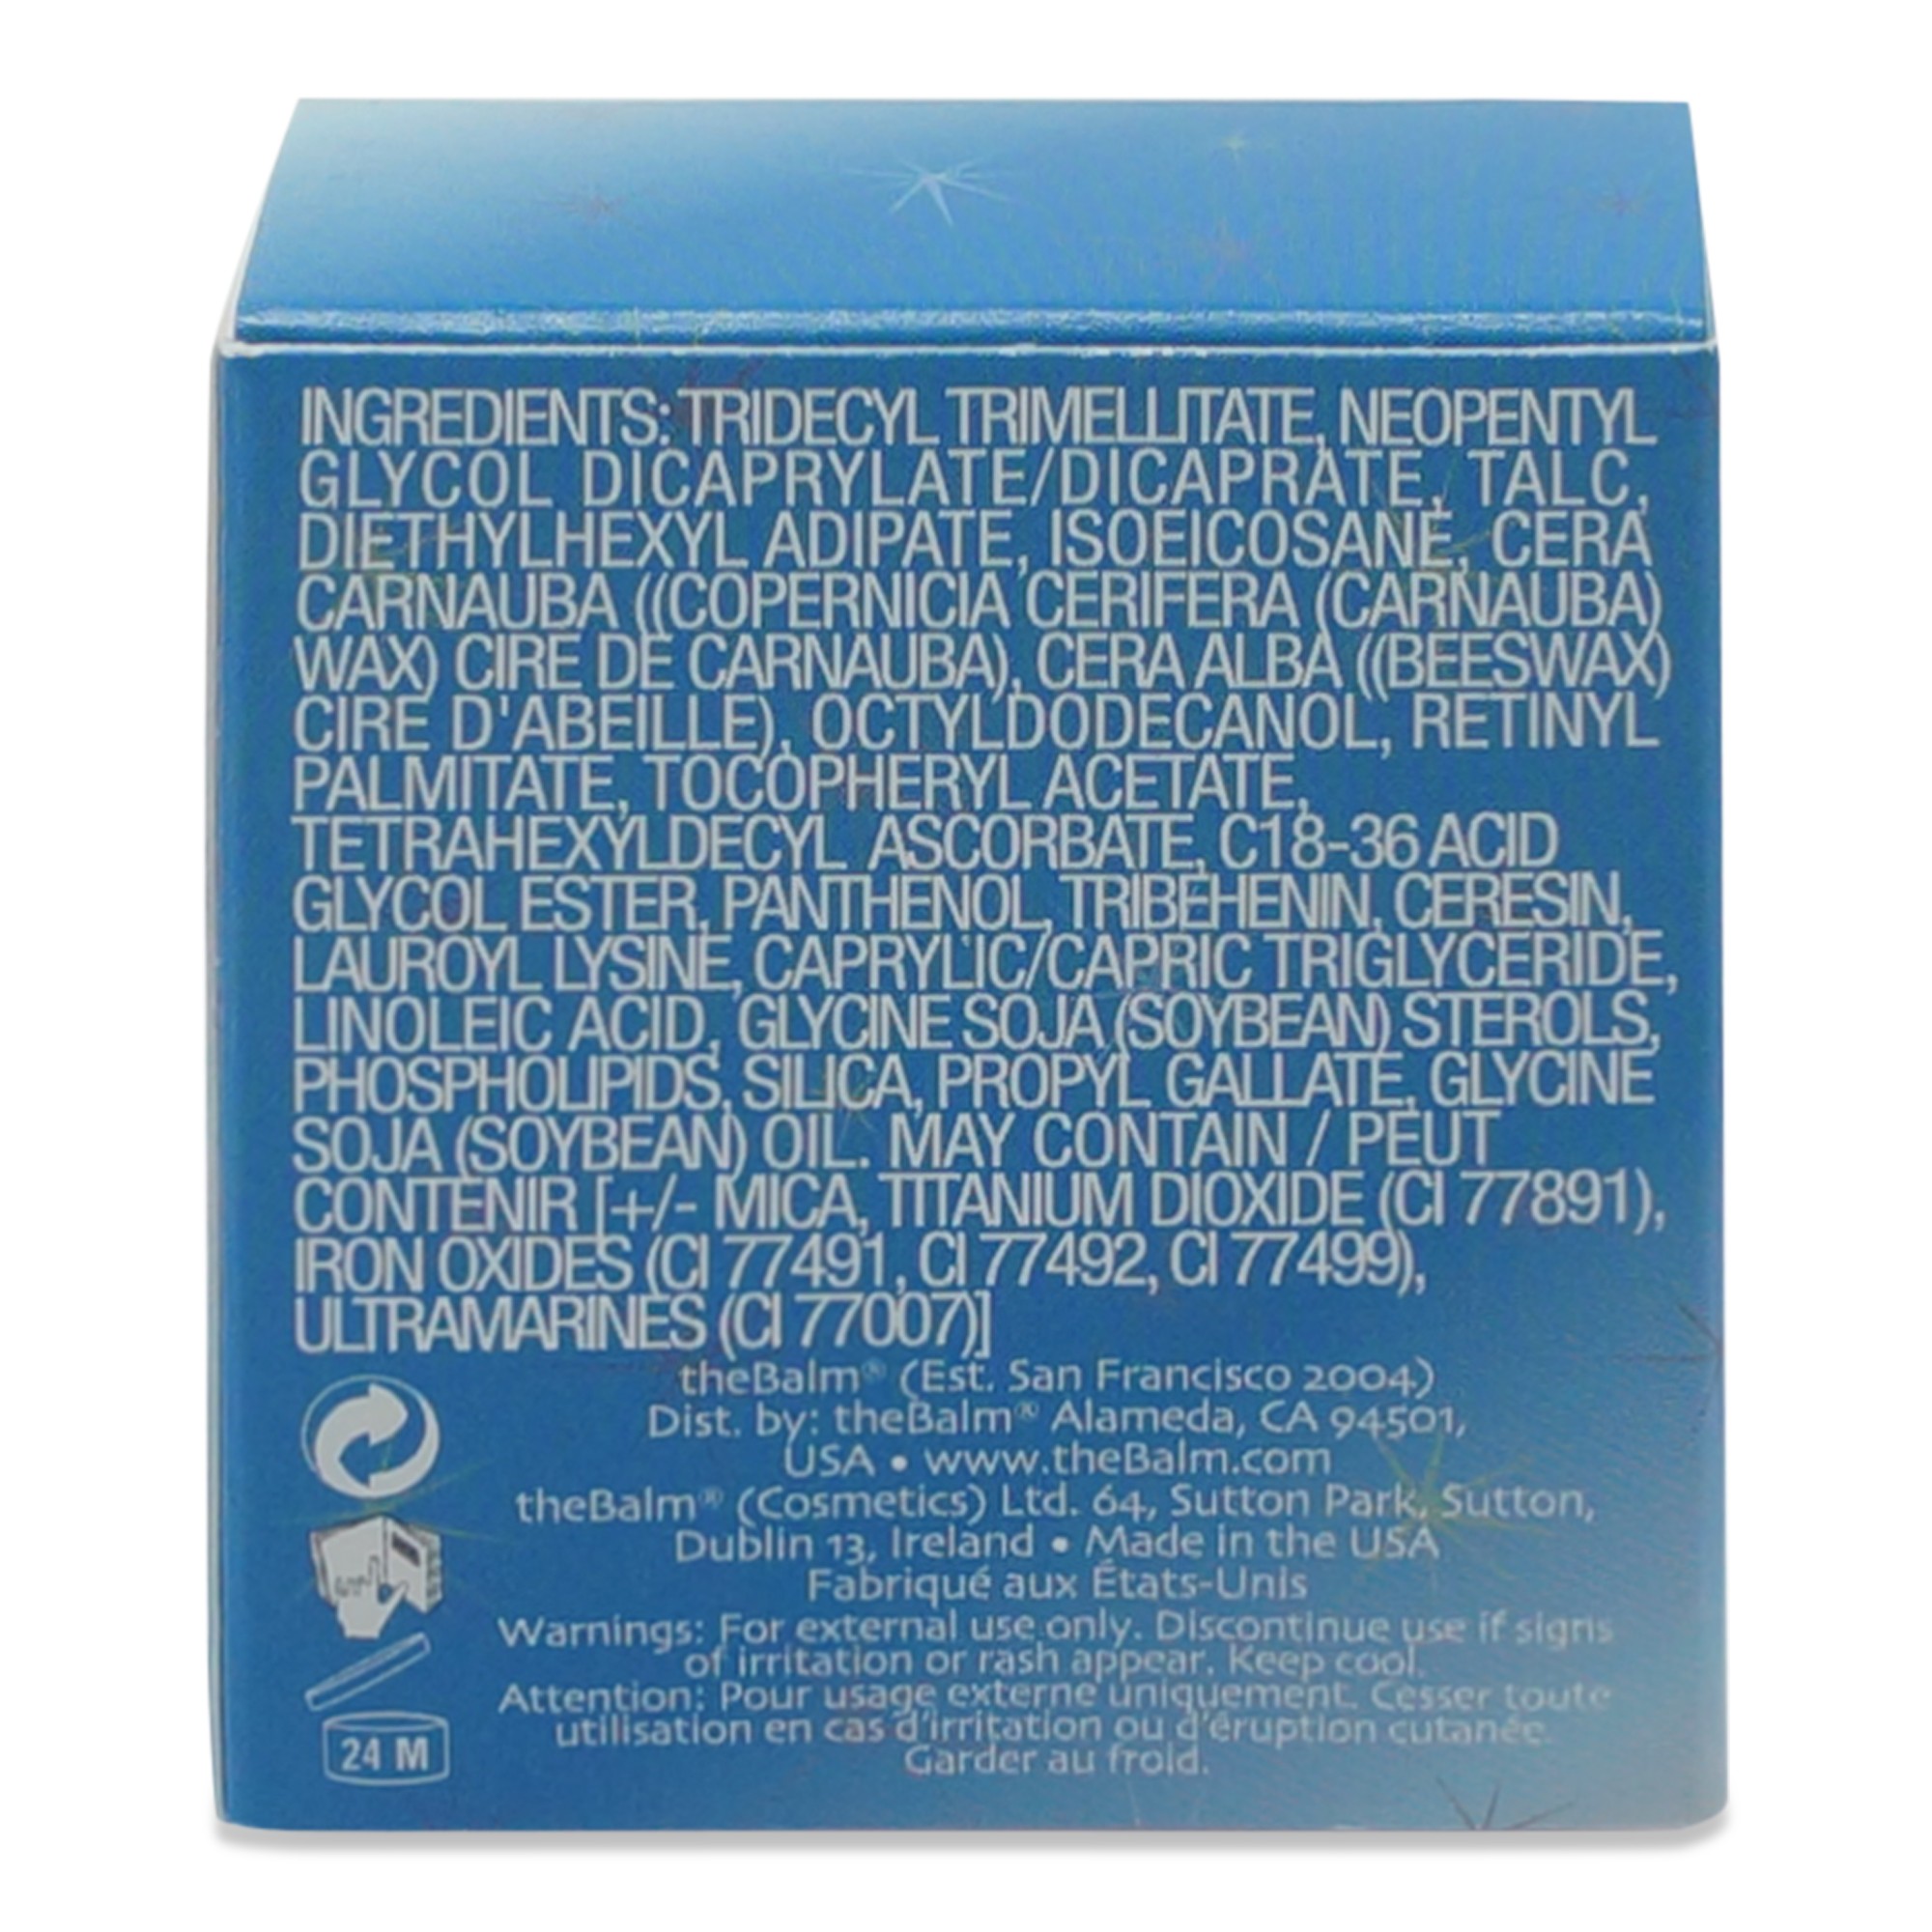 INGREDIENTS: TRIDECYL TRIMELLITATE, NEOPENTYL
GLYCOL DICAPRYLATE/DICAPRATE, TALC,
DIETHYLHEXYL ADIPATE, ISOEICOSANE, CERA
CARNAUBA ((COPERNICIA CERIFERA (CARNAUBA)
WAX) CIRE DE CARNAUBA), CERA ALBA ((BEESWAX)
CIRE D'ABEILLE), OCTYLDODECANOL, RETINYL
PALMITATE, TOCOPHERYL ACETATE,
TETRAHEXYLDECYL ASCORBATE, C18-36 ACID
GLYCOL ESTER, PANTHENOL, TRIBEHENIN, CERESIN,
LAUROYL LYSINE, CAPRYLIC/CAPRIC TRIGLYCERIDE,
LINOLEIC ACID, GLYCINE SOJA (SOYBEAN) STEROLS,
PHOSPHOLIPIDS, SILICA, PROPYL GALLATE, GLYCINE
SOJA (SOYBEAN) OIL. MAY CONTAIN / PEUT
CONTENIR [+/- MICA, TITANIUM DIOXIDE (CI 77891),
IRON OXIDES (CI 77491, CI 77492, CI 77499),
ULTRAMARINES (CI 77007)]
theBalm® (Est. San Francisco 2004)
Dist. by: theBalm® Alameda, CA 94501,
USA • www.theBalm.com
theBalm® (Cosmetics) Ltd. 64, Sutton Park, Sutton,
Dublin 13, Ireland • Made in the USA
Fabriqué aux États-Unis
Warnings: For external use only. Discontinue use if signs
of irritation or rash appear. Keep cool.
Attention: Pour usage externe uniquement. Cesser toute
utilisation en cas d'irritation ou d'éruption cutanée.
Garder au froid.
24 M